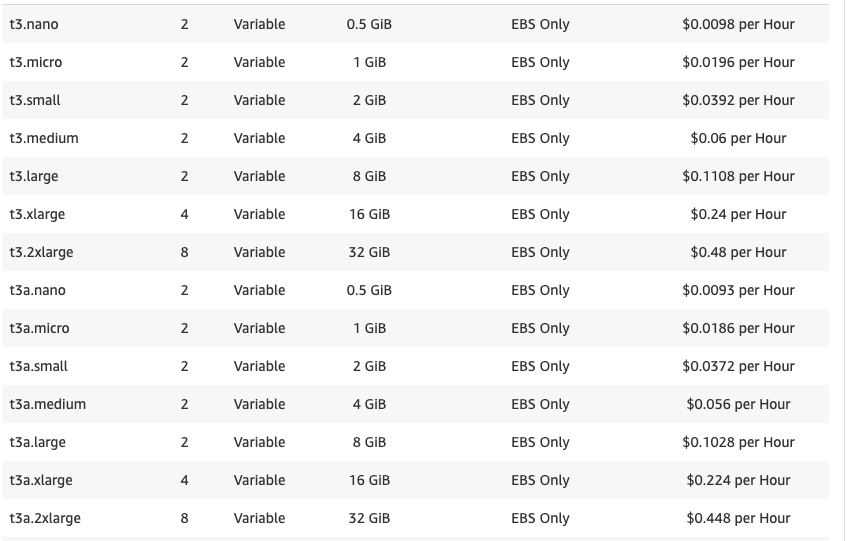 t3.nano 2 Variable 0.5 GiB EBS Only $0.0098 per Hour
t3.micro 2 Variable 1 GiB EBS Only $0.0196 per Hour
t3.small 2 Variable 2 GiB EBS Only $0.0392 per Hour
t3.medium 2 Variable 4 GiB EBS Only $0.06 per Hour
t3.large 2 Variable 8 GiB EBS Only $0.1108 per Hour
t3.xlarge 4 Variable 16 GiB EBS Only $0.24 per Hour
t3.2xlarge 8 Variable 32 GiB EBS Only $0.48 per Hour
t3a.nano 2 Variable 0.5 GiB EBS Only $0.0093 per Hour
t3a.micro 2 Variable 1 GiB EBS Only $0.0186 per Hour
t3a.small 2 Variable 2 GiB EBS Only $0.0372 per Hour
t3a.medium 2 Variable 4 GiB EBS Only $0.056 per Hour
t3a.large 2 Variable 8 GiB EBS Only $0.1028 per Hour
t3a.xlarge 4 Variable 16 GiB EBS Only $0.224 per Hour
t3a.2xlarge 8 Variable 32 GiB EBS Only $0.448 per Hour